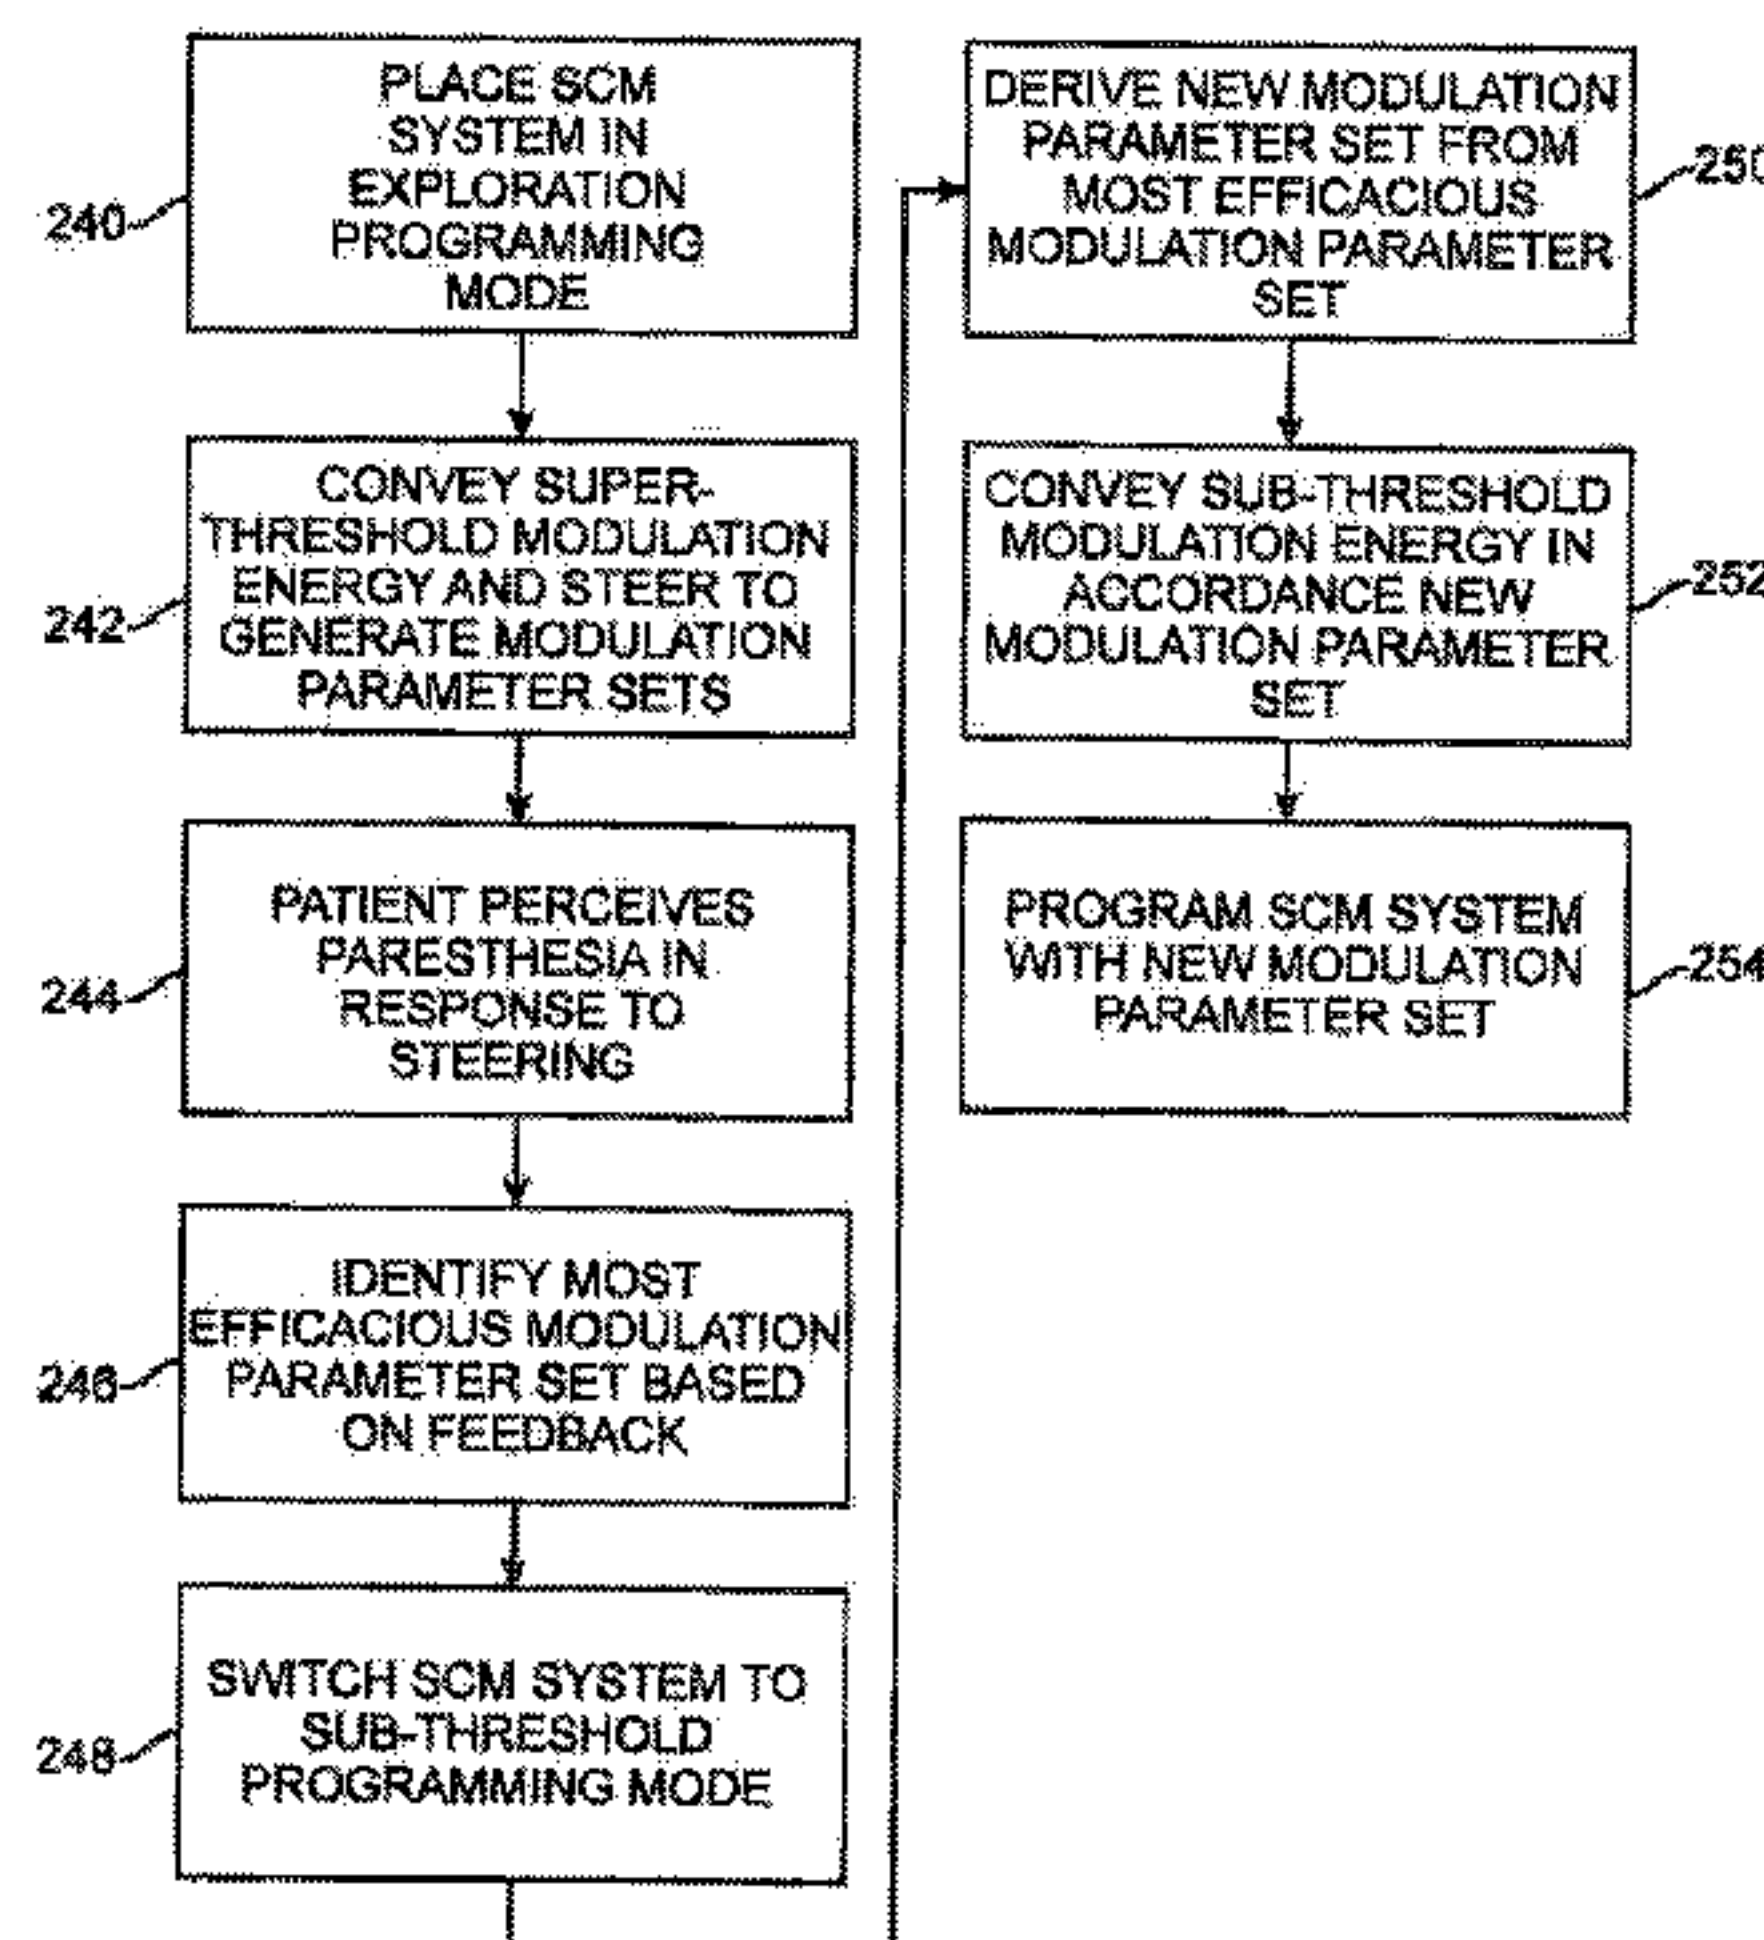 240
PLACE SCM
SYSTEM IN
EXPLORATION
PROGRAMMING
MODE
242
CONVEY SUPER-
THRESHOLD MODULATION
ENERGY AND STEER TO
GENERATE MODULATION
PARAMETER SETS
244
PATIENT PERCEIVES
PARESTHESIA IN
RESPONSE TO
STEERING
246
IDENTIFY MOST
EFFICACIOUS MODULATION
PARAMETER SET BASED
ON FEEDBACK
248
SWITCH SCM SYSTEM TO
SUB-THRESHOLD
PROGRAMMING MODE
DERIVE NEW MODULATION
PARAMETER SET FROM
MOST EFFICACIOUS
MODULATION PARAMETER
SET
250
CONVEY SUB-THRESHOLD
MODULATION ENERGY IN
ACCORDANCE NEW
MODULATION PARAMETER
SET
252
PROGRAM SCM SYSTEM
WITH NEW MODULATION
PARAMETER SET
254